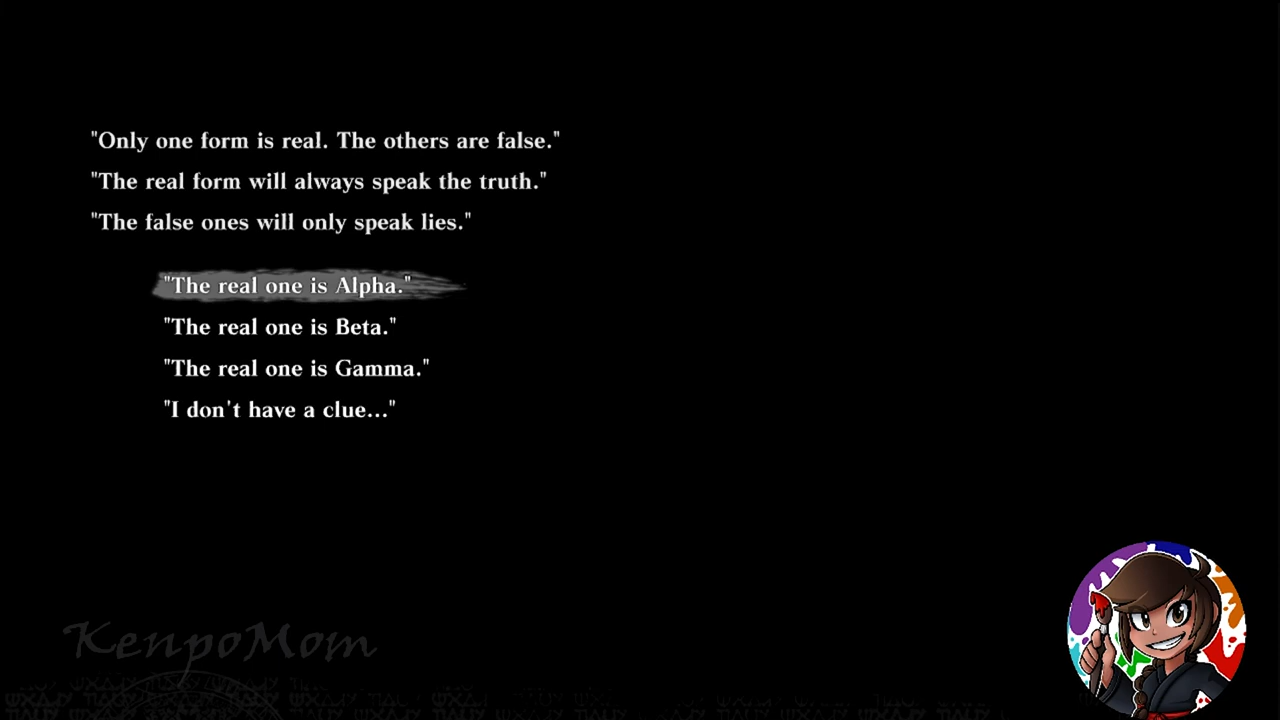 "Only one form is real. The others are false."
"The real form will always speak the truth."
"The false ones will only speak lies."
"The real one is Alpha."
"The real one is Beta."
"The real one is Gamma."
"I don't have a clue..."
KenpoMom